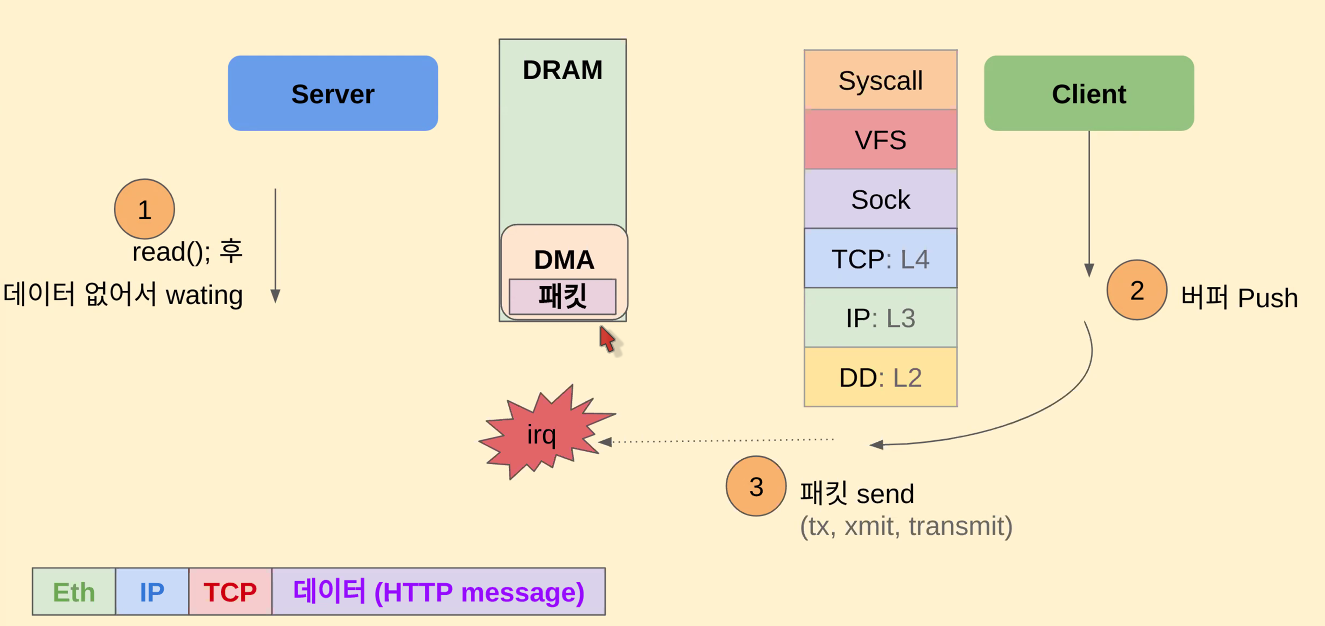 Server
DRAM
Syscall
Client
VFS
Sock
TCP: L4
IP: L3
DD: L2
1
read(); 후
데이터 없어서 wating
DMA
패킷
2
버퍼 Push
irq
3
패킷 send
(tx, xmit, transmit)
Eth
IP
TCP
데이터 (HTTP message)